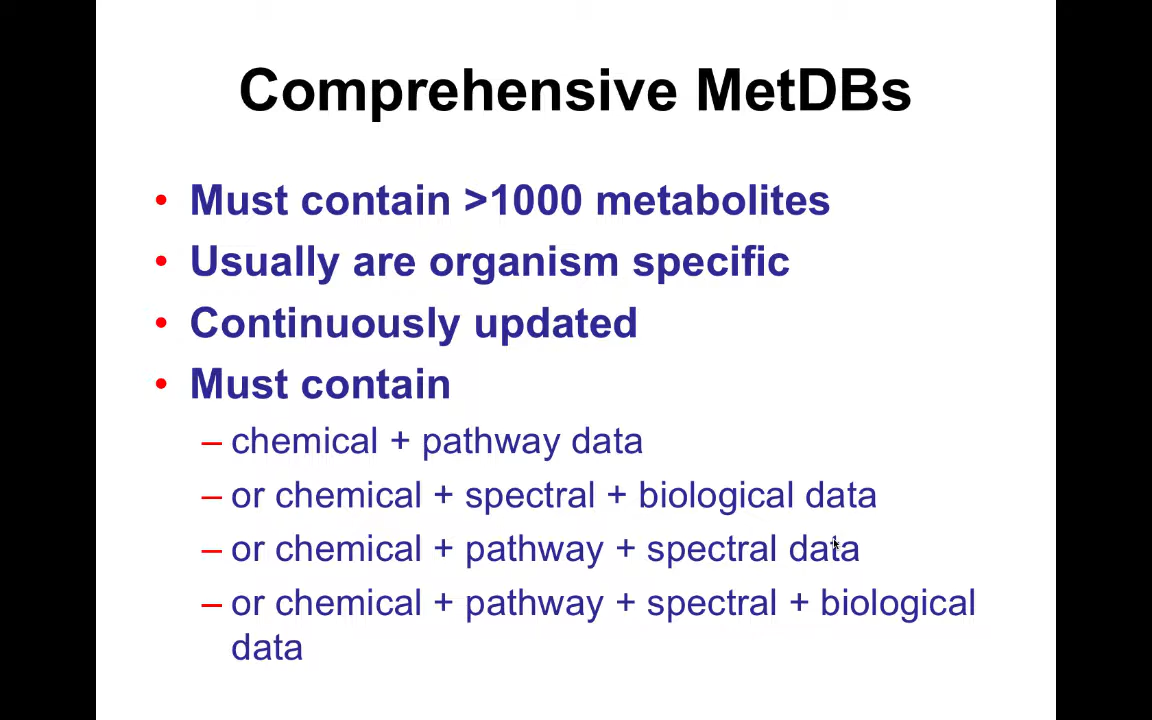 Comprehensive MetDBs
• Must contain >1000 metabolites
• Usually are organism specific
• Continuously updated
• Must contain
– chemical + pathway data
– or chemical + spectral + biological data
– or chemical + pathway + spectral data
– or chemical + pathway + spectral + biological
data